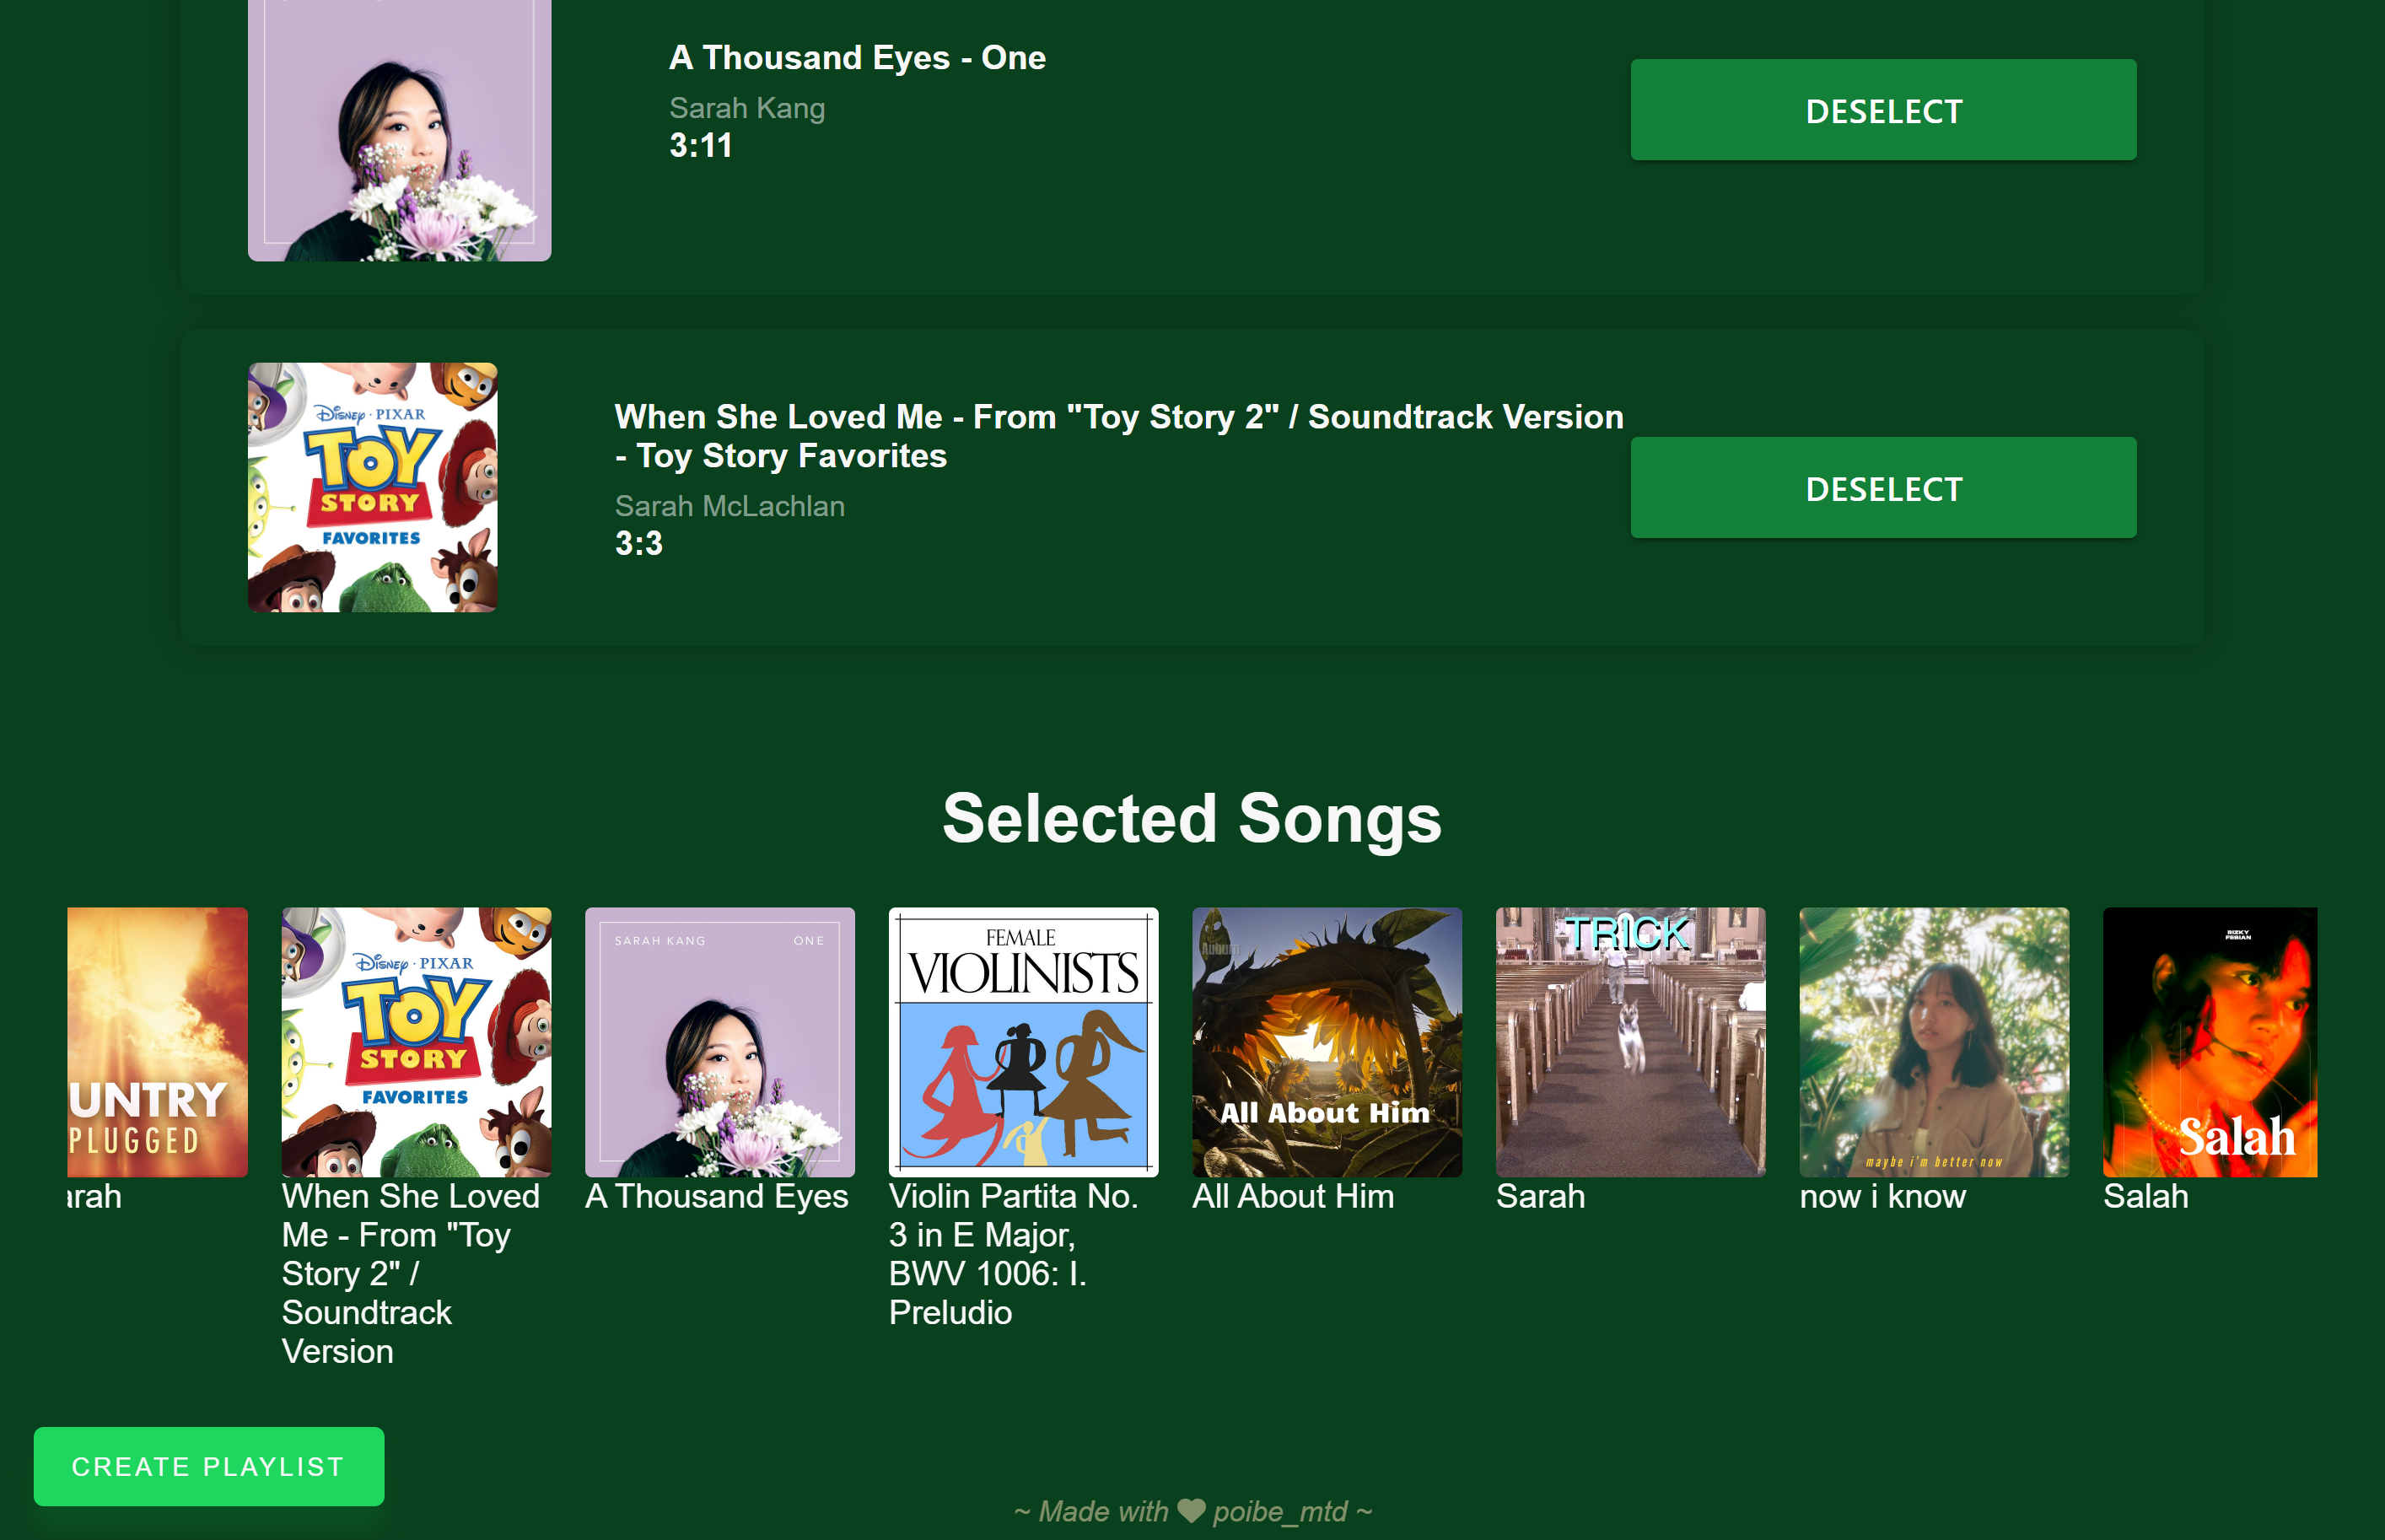 A Thousand Eyes - One
Sarah Kang
3:11
DESELECT
Disney · PIXAR
TOY
STORY
FAVORITES
When She Loved Me - From "Toy Story 2" / Soundtrack Version
- Toy Story Favorites
Sarah McLachlan
3:3
DESELECT
Selected Songs
UNTRY
PLUGGED
arah
Disney · PIXAR
TOY
STORY
FAVORITES
When She Loved
Me - From "Toy
Story 2" /
Soundtrack
Version
SARAH KANG ONE
A Thousand Eyes
FEMALE
VIOLINISTS
Violin Partita No.
3 in E Major,
BWV 1006: I.
Preludio
Auburn
All About Him
All About Him
TRICK
Sarah
maybe i'm better now
now i know
RIZKY
FEBIAN
Salah
Salah
CREATE PLAYLIST
~ Made with poibe_mtd ~